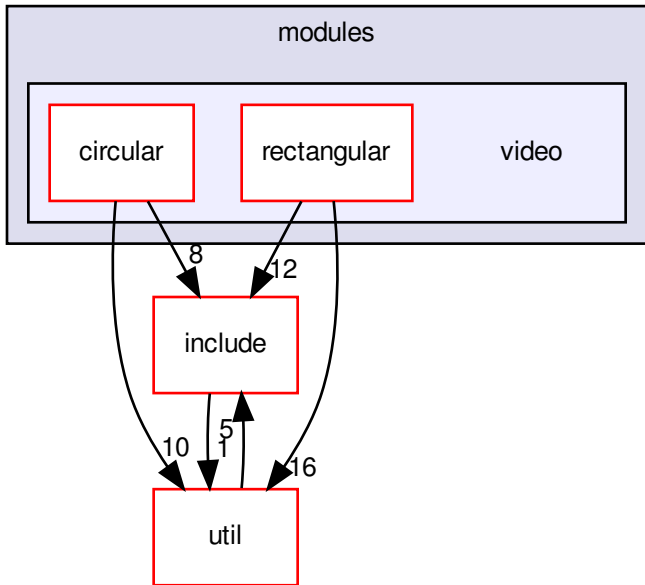 modules
circular
rectangular
video
8
12
include
5
1
10
16
util